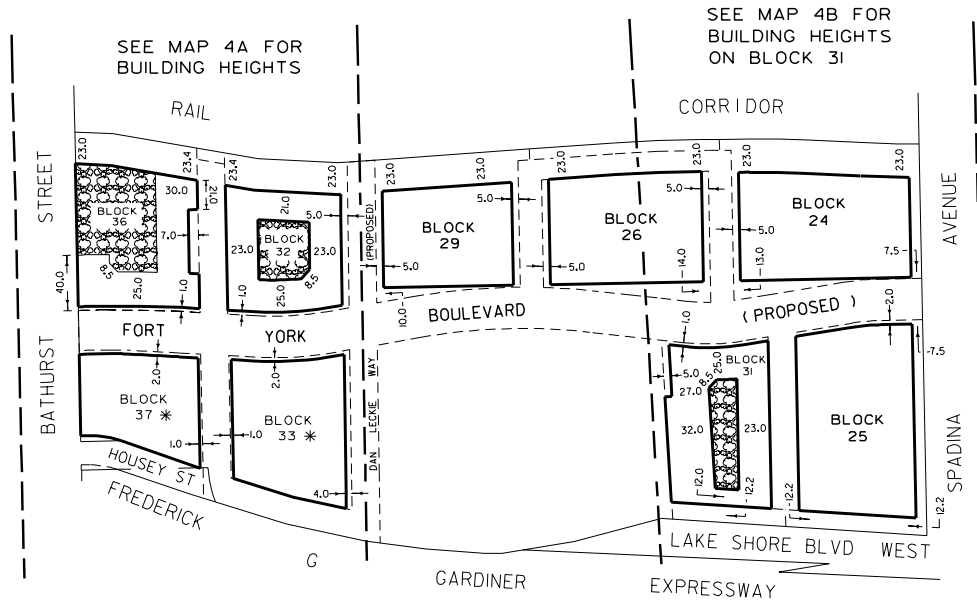 SEE MAP 4A FOR
BUILDING HEIGHTS
SEE MAP 4B FOR
BUILDING HEIGHTS
ON BLOCK 31
RAIL
CORRIDOR
STREET
BATHURST
AVENUE
SPADINA
23.0
23.4
23.4
23.0
23.0
23.0
23.0
23.0
23.0
23.0
30.0
21.0
BLOCK
36
7.0
8.5
25.0
40.0
1.0
21.0
5.0
23.0
BLOCK
32
23.0
8.5
25.0
1.0
(PROPOSED)
5.0
BLOCK
29
5.0
10.0
BLOCK
26
5.0
5.0
14.0
BLOCK
24
5.0
13.0
7.5
FORT
YORK
BOULEVARD
(PROPOSED)
2.0
7.5
2.0
BLOCK
37 *
1.0
2.0
BLOCK
33 *
1.0
4.0
DAN LECKIE WAY
1.0
5.0
25.0
BLOCK
31
8.5
27.0
32.0
23.0
12.0
12.2
BLOCK
25
12.2
12.2
HOUSEY ST
FREDERICK
G
GARDINER
EXPRESSWAY
LAKE SHORE BLVD WEST